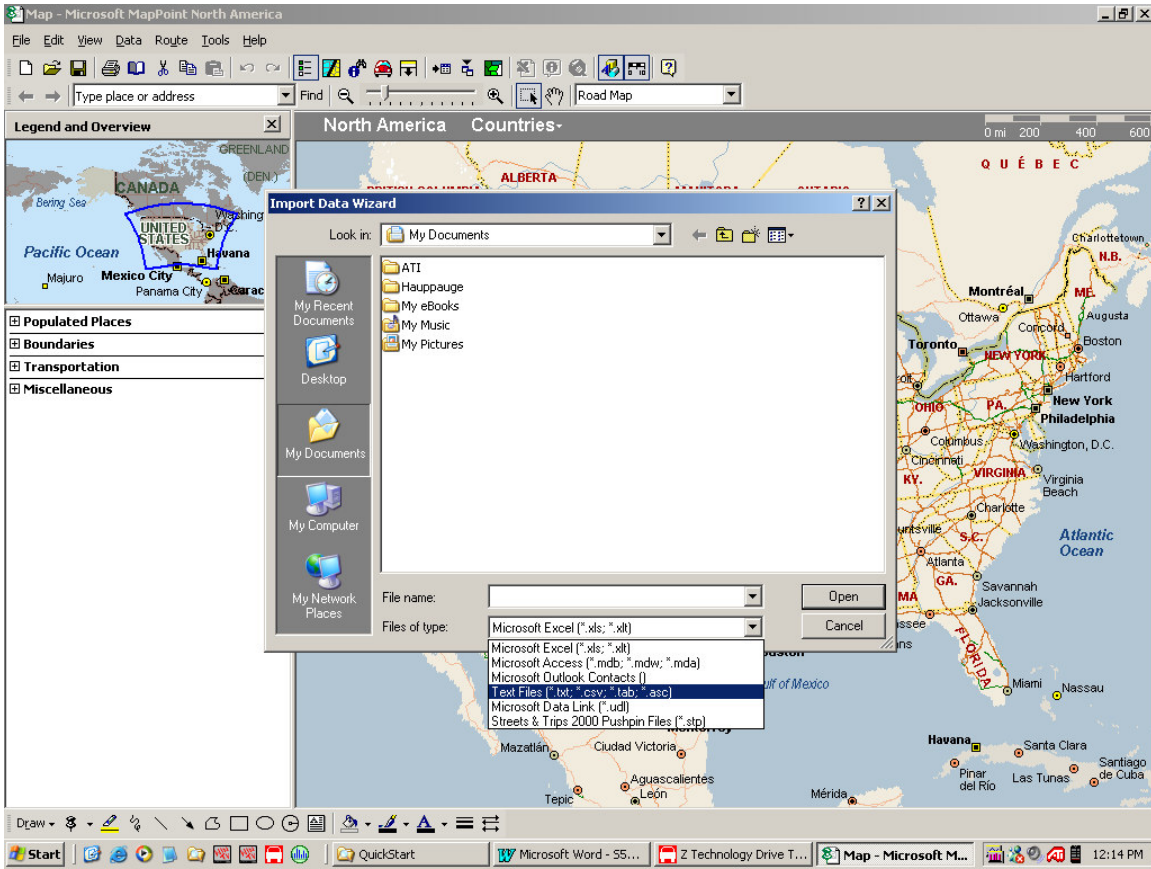 Map - Microsoft MapPoint North America
File Edit View Data Route Tools Help
Type place or address
Find
Road Map
Legend and Overview
North America Countries
0 mi 200 400 600
GREENLAND
(DEN.)
CANADA
Bering Sea
UNITED
STATES
Pacific Ocean
Havana
Majuro
Mexico City
Panama City
Populated Places
Boundaries
Transportation
Miscellaneous
ALBERTA
QUÉBEC
Import Data Wizard
Look in:
My Documents
My Recent
Documents
Desktop
My Documents
My Computer
My Network
Places
ATI
Hauppauge
My eBooks
My Music
My Pictures
File name:
Open
Files of type:
Microsoft Excel (*.xls; *.xlt)
Cancel
Microsoft Excel (*.xls; *.xlt)
Microsoft Access (*.mdb; *.mdw; *.mda)
Microsoft Outlook Contacts ()
Text Files (*.txt; *.csv; *.tab; *.asc)
Microsoft Data Link (*.udl)
Streets & Trips 2000 Pushpin Files (*.stp)
Charlottetown
N.B.
Montréal
ME.
Ottawa
Augusta
Concord
Toronto
Boston
NEW YORK
Hartford
New York
OHIO
PA.
Philadelphia
Columbus
Washington, D.C.
Cincinnati
KY.
VIRGINIA
Virginia
Beach
Charlotte
S.C.
Atlantic
Ocean
Atlanta
GA.
Savannah
Jacksonville
FLORIDA
Miami
Nassau
of Mexico
Mazatlán
Ciudad Victoria
Havana
Santa Clara
Santiago
de Cuba
Pinar
del Río
Las Tunas
Aguascalientes
León
Tepic
Mérida
Draw
Start
QuickStart
Microsoft Word - S5...
Z Technology Drive T...
Map - Microsoft M...
12:14 PM